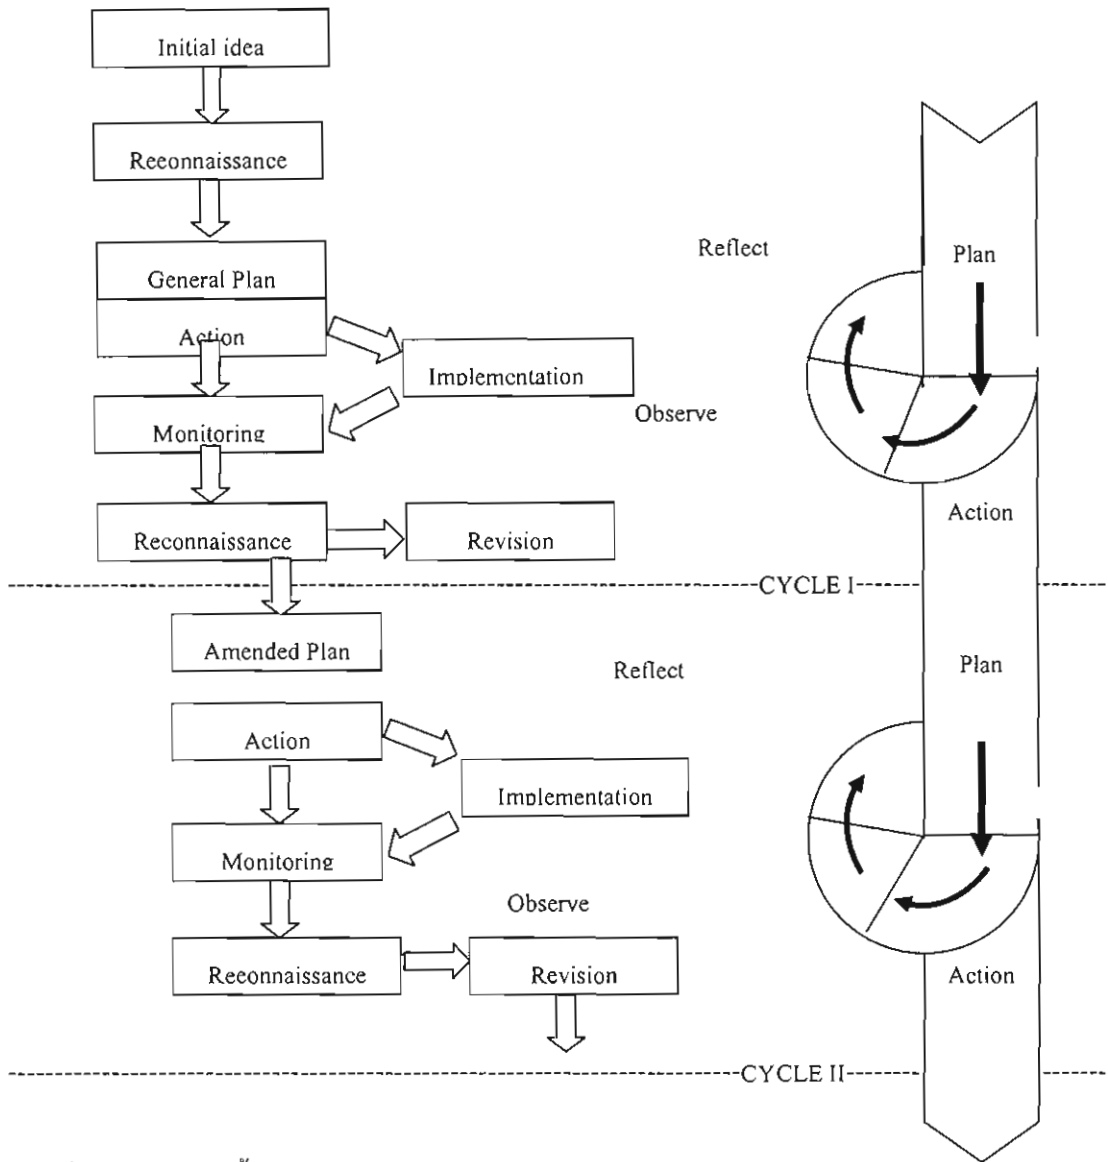 Initial idea
Reconnaissance
General Plan
Reflect
Plan
Action
Implementation
Observe
Monitoring
Action
Reconnaissance
Revision
CYCLE I
Amended Plan
Reflect
Plan
Action
Implementation
Monitoring
Observe
Reconnaissance
Revision
Action
CYCLE II